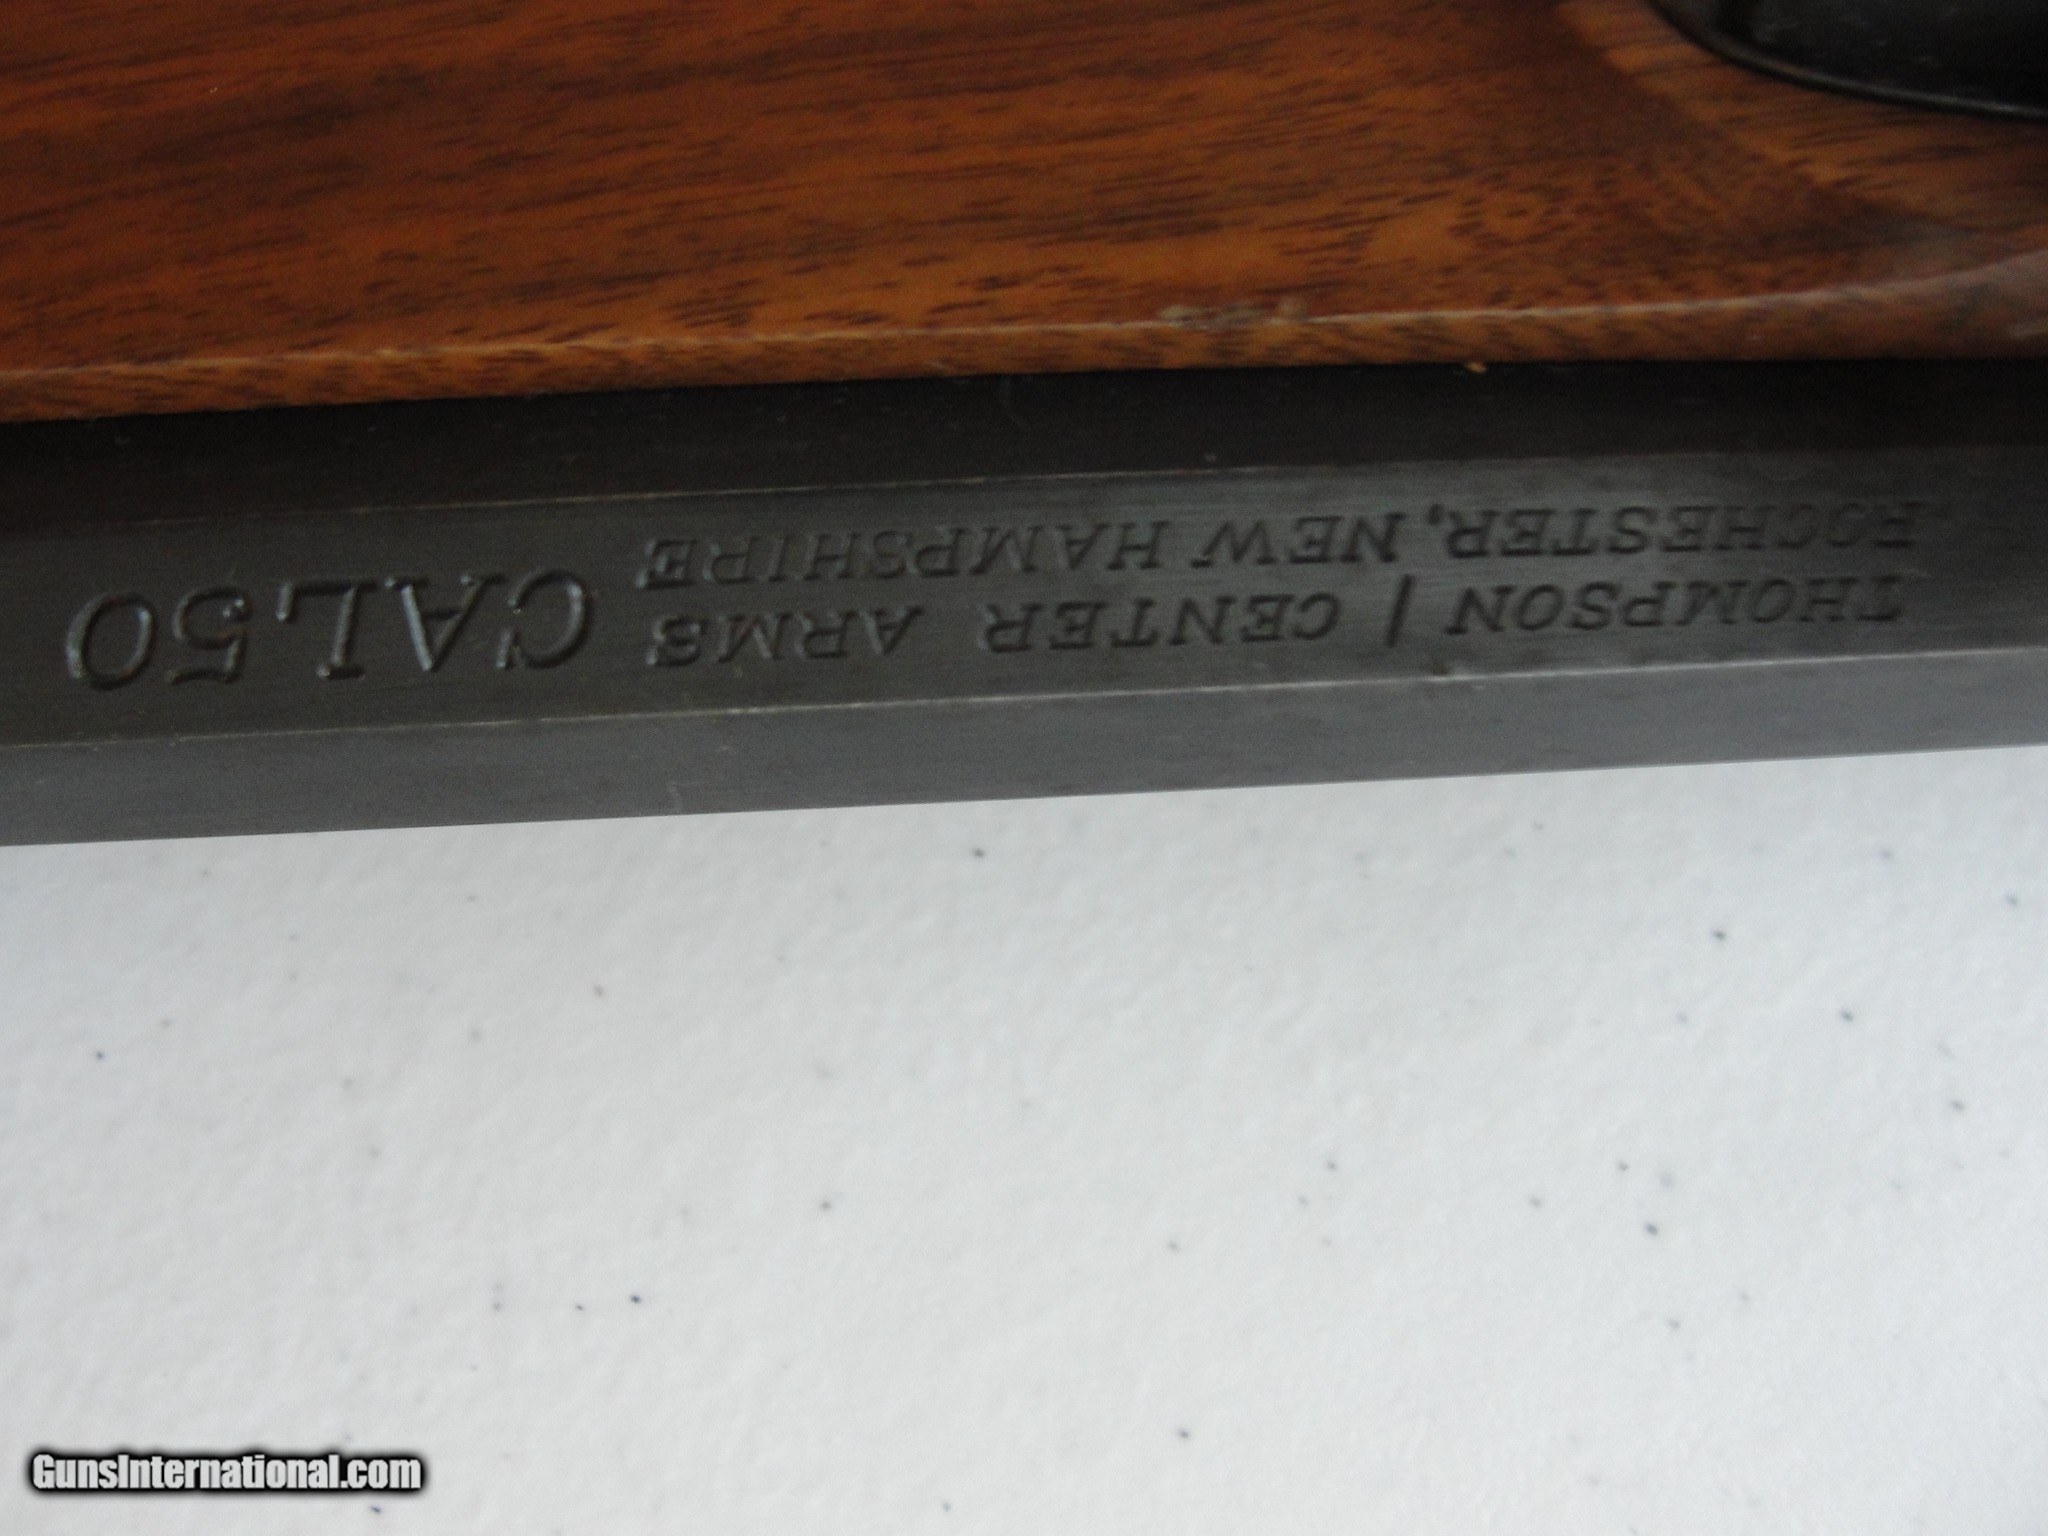 THOMPSON / CENTER ARMS
ROCHESTER, NEW HAMPSHIRE
CAL. 50
GunsInternational.com